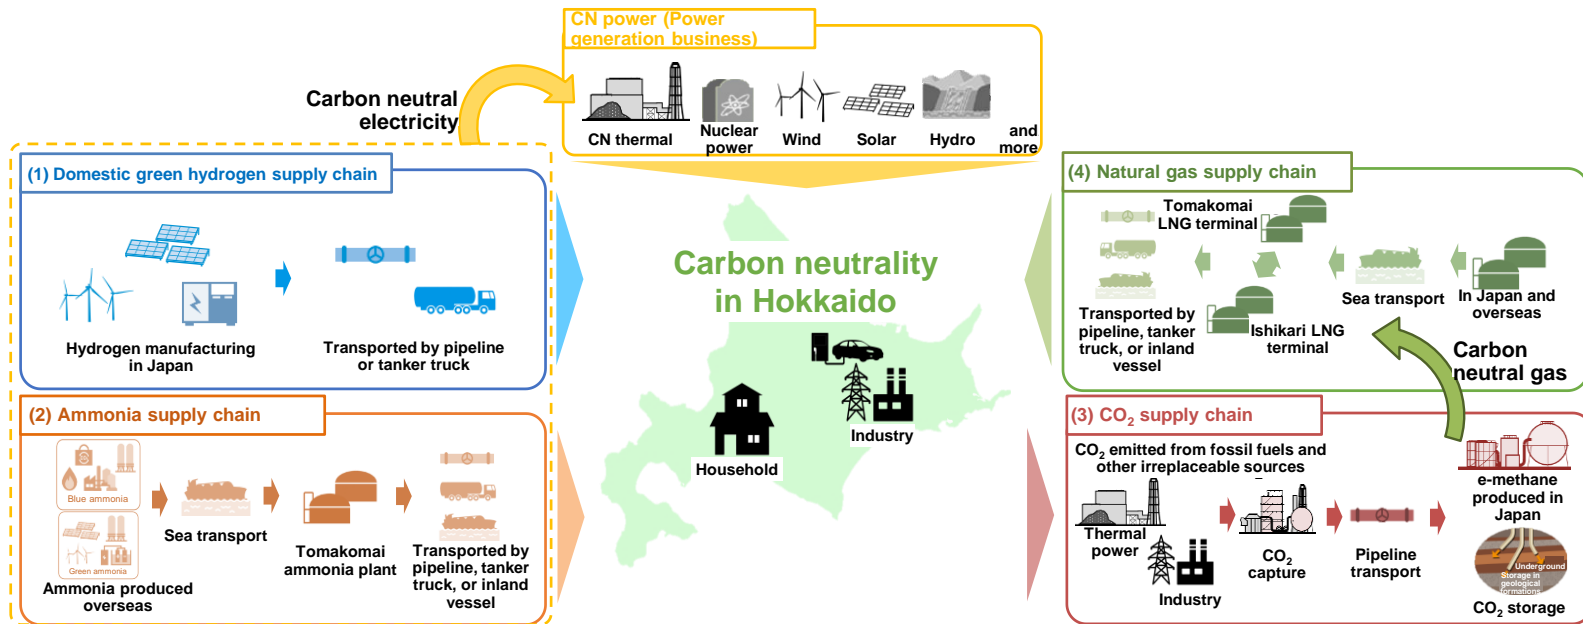 CN power (Power
generation business)
CN thermal
Nuclear
power
Wind
Solar
Hydro
and
more
Carbon neutral
electricity
(1) Domestic green hydrogen supply chain
Hydrogen manufacturing
in Japan
Transported by pipeline
or tanker truck
(2) Ammonia supply chain
Blue ammonia
Green ammonia
Ammonia produced
overseas
Sea transport
Tomakomai
ammonia plant
Transported by
pipeline, tanker
truck, or inland
vessel
Carbon neutrality
in Hokkaido
Household
Industry
(4) Natural gas supply chain
Tomakomai
LNG terminal
Transported by
pipeline, tanker
truck, or inland
vessel
Ishikari LNG
terminal
Sea transport
In Japan and
overseas
Carbon
neutral gas
(3) CO₂ supply chain
CO₂ emitted from fossil fuels and
other irreplaceable sources
Thermal
power
Industry
CO₂
capture
Pipeline
transport
e-methane
produced in
Japan
Underground
Storage in
geological
formations
CO₂ storage